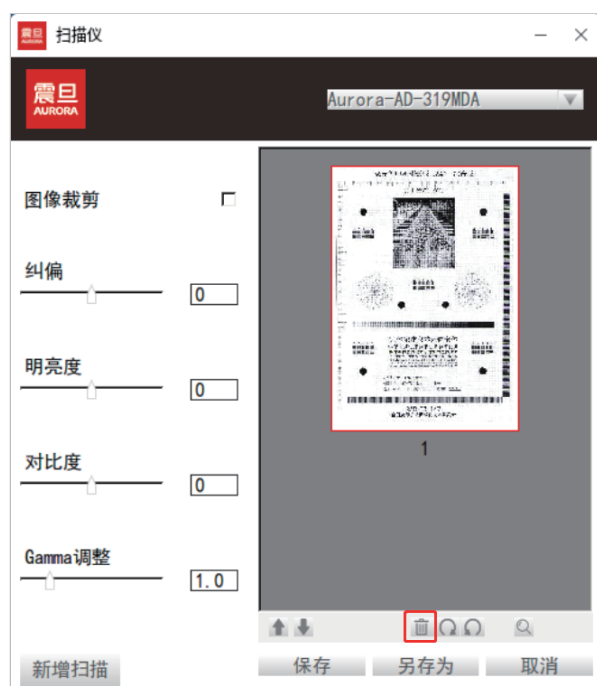 震旦 AURORA 扫描仪
震旦
AURORA
Aurora-AD-319MDA
图像裁剪
纠偏
0
明亮度
0
对比度
0
Gamma调整
1.0
1
新增扫描
保存
另存为
取消